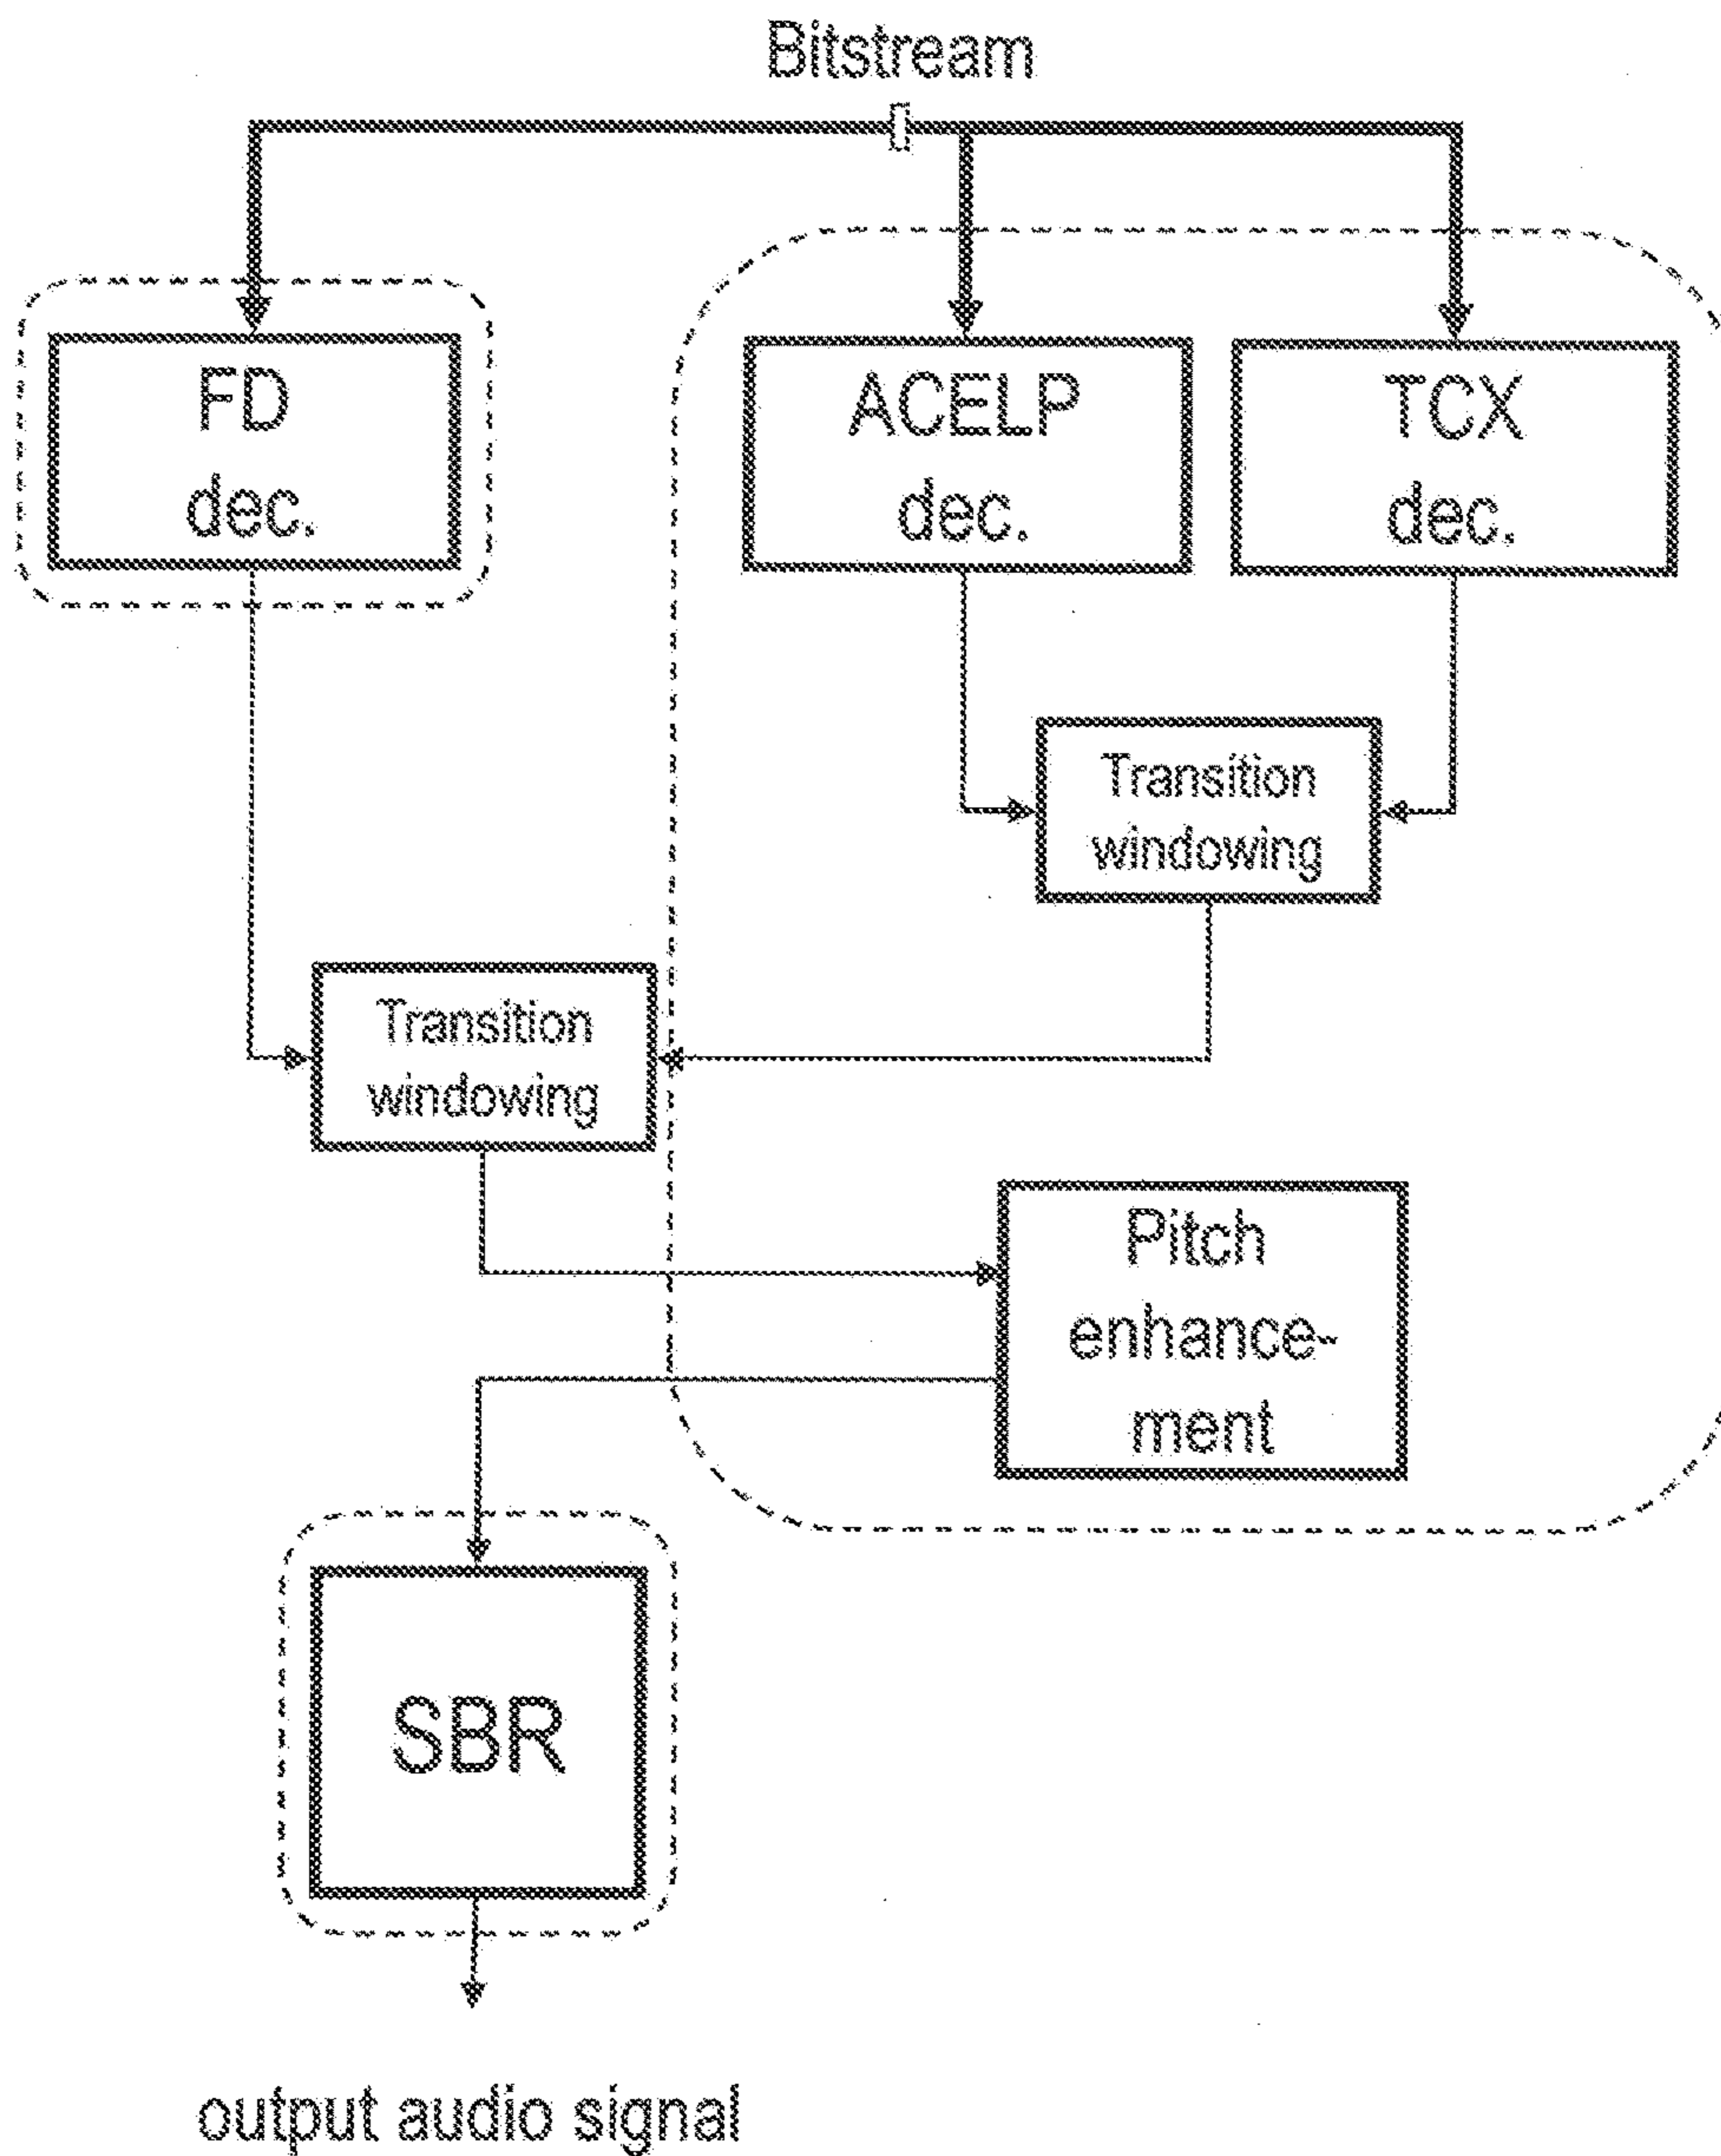 Bitstream
FD
dec.
ACELP
dec.
TCX
dec.
Transition
windowing
Transition
windowing
Pitch
enhance-
ment
SBR
output audio signal